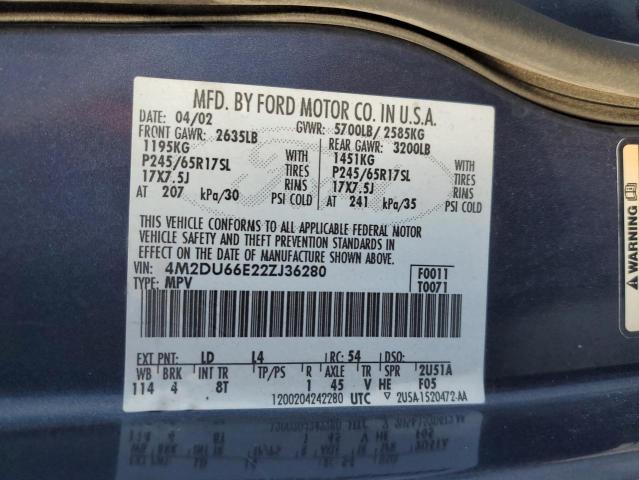 MFD. BY FORD MOTOR CO. IN U.S.A.
DATE: 04/02 GVWR: 5700LB/ 2585KG
FRONT GAWR: 2635LB REAR GAWR: 3200LB
1195KG WITH 1451KG WITH
P245/65R17SL TIRES P245/65R17SL TIRES
17X7.5J RINS 17X7.5J RINS
AT 207 kPa/30 PSI COLD AT 241 kPa/35 PSI COLD
THIS VEHICLE CONFORMS TO ALL APPLICABLE FEDERAL MOTOR
VEHICLE SAFETY AND THEFT PREVENTION STANDARDS IN
EFFECT ON THE DATE OF MANUFACTURE SHOWN ABOVE.
VIN: 4M2DU66E22ZJ36280 F0011
TYPE: MPV T0071
EXT PNT: LD L4 RC: 54 DSO:
WB BRK INT TR TP/PS R AXLE TR SPR 2U51A
114 4 8T 1 45 V HE F05
1200204242280 UTC 2U5A-1520472-AA
WARNING